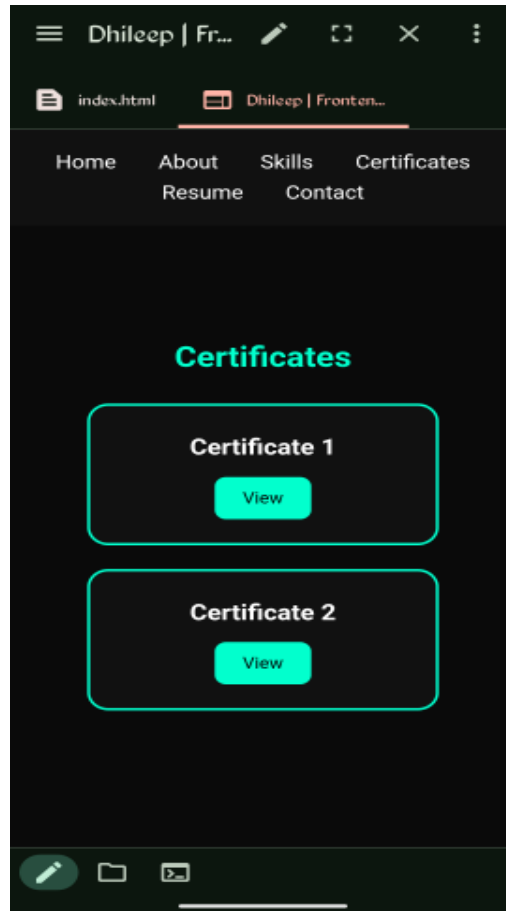 Dhileep | Fr...
index.html Dhileep | Fronten...
Home About Skills Certificates
Resume Contact
Certificates
Certificate 1
View
Certificate 2
View